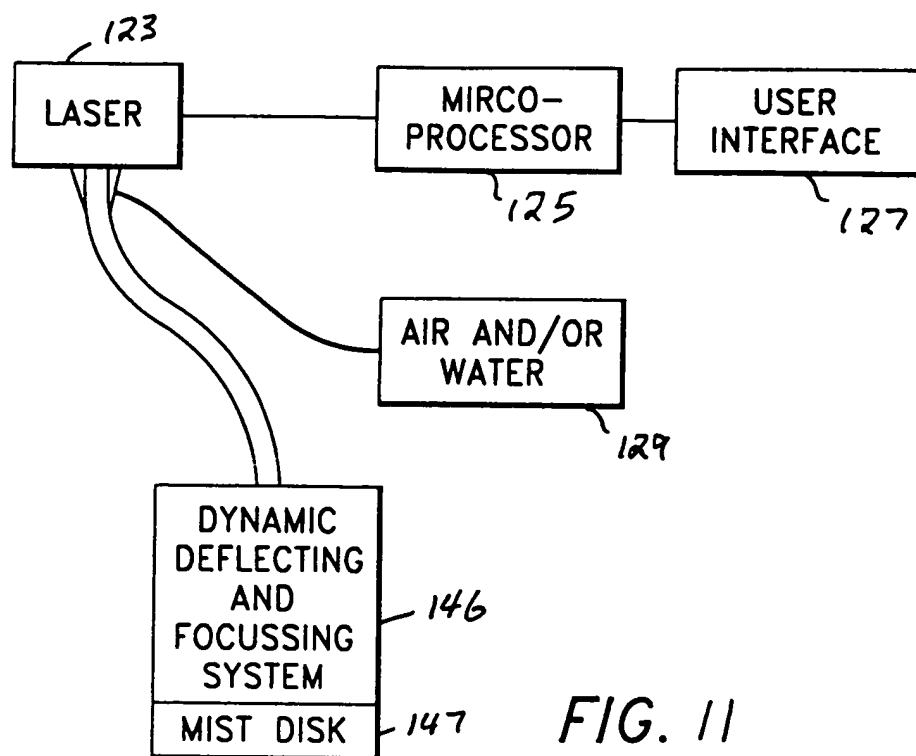 123
LASER
MIRCO-
PROCESSOR
125
USER
INTERFACE
127
AIR AND/OR
WATER
129
DYNAMIC
DEFLECTING
AND
FOCUSSING
SYSTEM
146
MIST DISK
147
FIG. 11